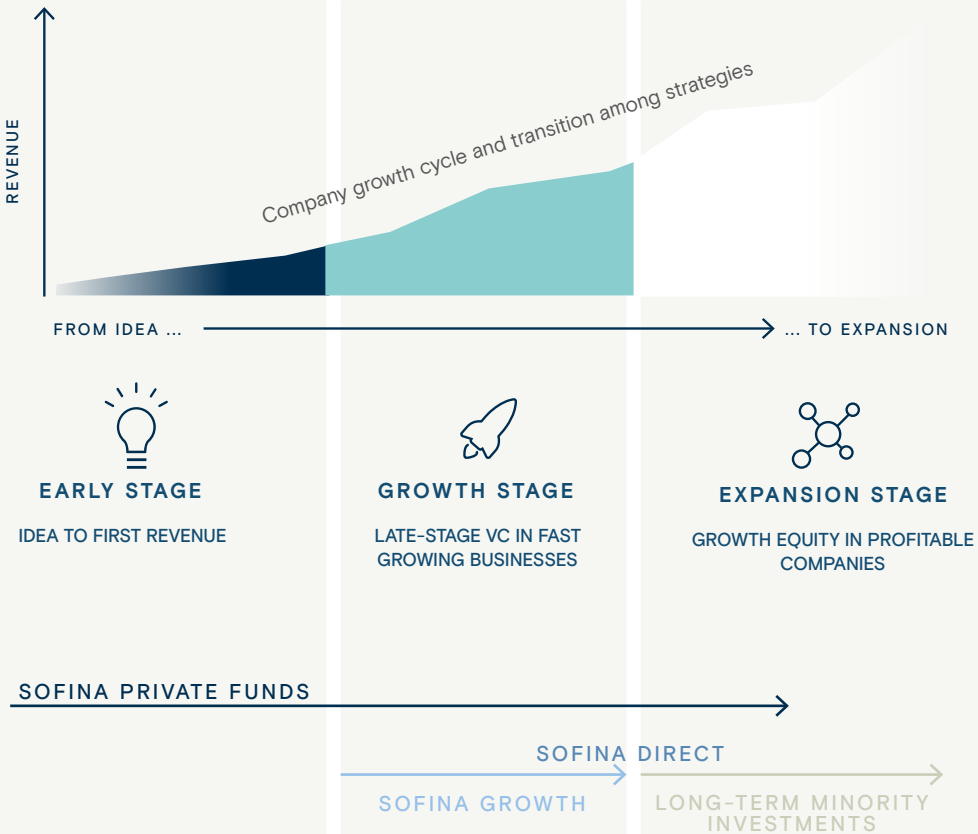 REVENUE
Company growth cycle and transition among strategies
FROM IDEA ...
... TO EXPANSION
EARLY STAGE
IDEA TO FIRST REVENUE
GROWTH STAGE
LATE-STAGE VC IN FAST
GROWING BUSINESSES
EXPANSION STAGE
GROWTH EQUITY IN PROFITABLE
COMPANIES
SOFINA PRIVATE FUNDS
SOFINA DIRECT
SOFINA GROWTH
LONG-TERM MINORITY
INVESTMENTS